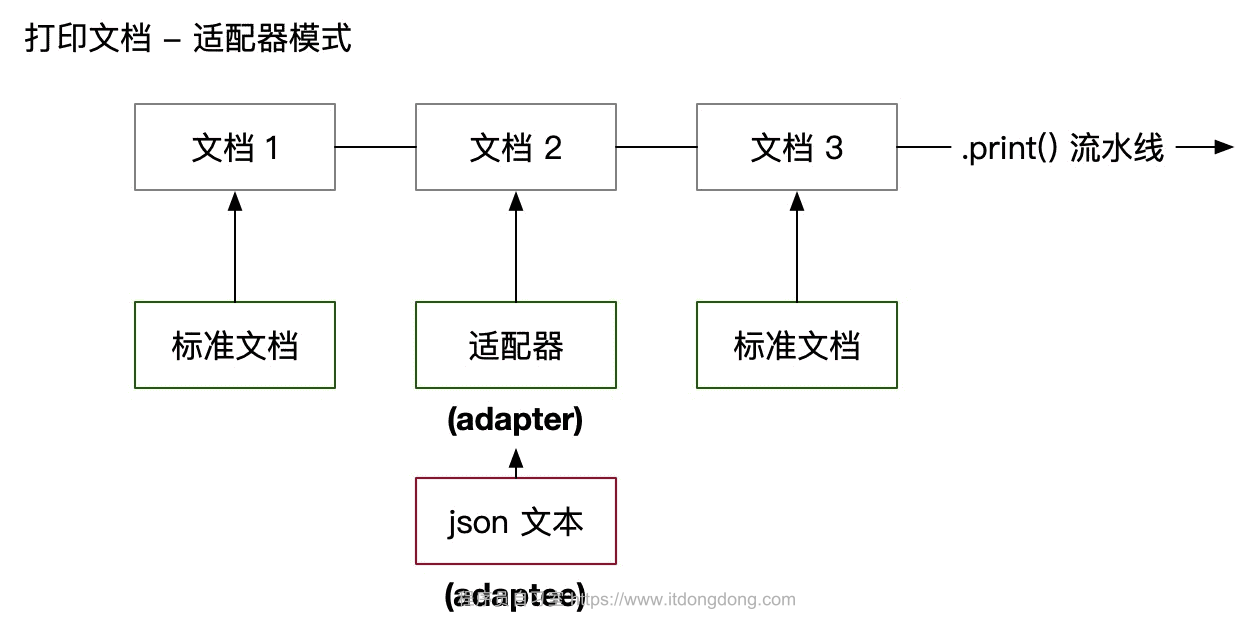 打印文档 – 适配器模式
文档 1
文档 2
文档 3
.print() 流水线
标准文档
适配器
标准文档
(adapter)
json 文本
(adaptee)
https://www.itdongdong.com